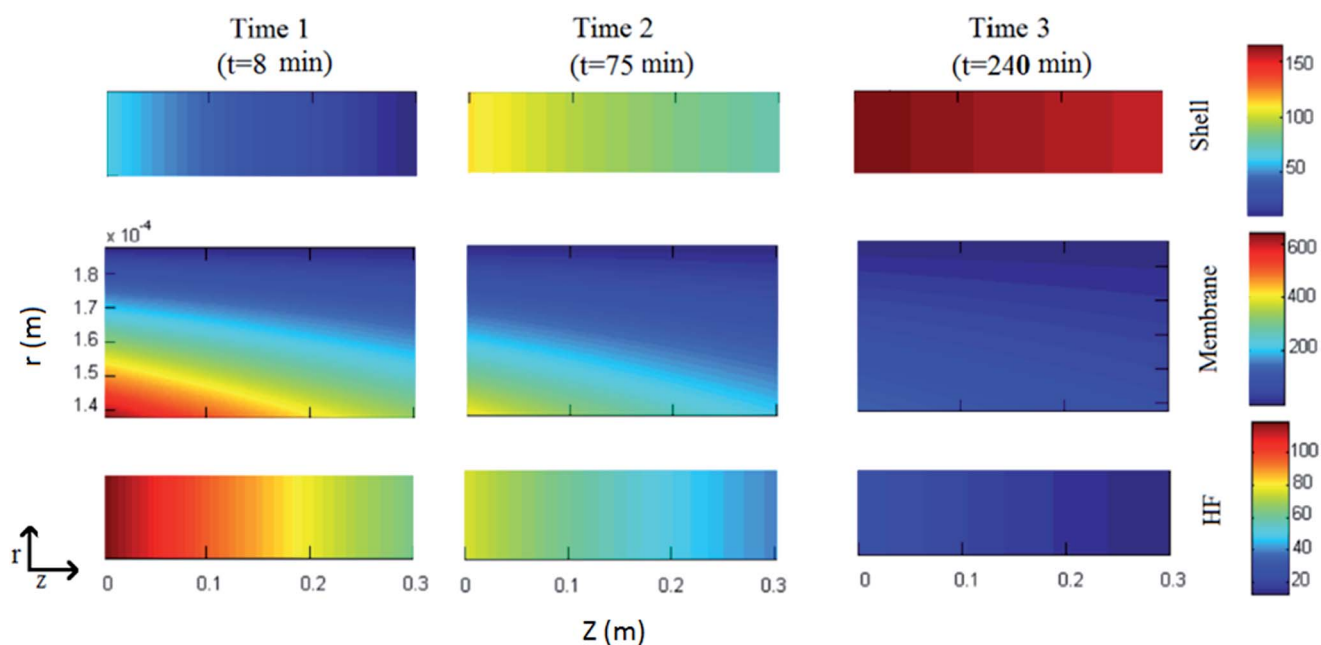 Time 1 Time 2 Time 3
(t=8 min) (t=75 min) (t=240 min)
150
100
50
Shell
x 10⁻⁴
1.8
1.7
1.6
1.5
1.4
r (m)
600
400
200
Membrane
100
80
60
40
20
HF
r
z
0 0.1 0.2 0.3 0 0.1 0.2 0.3 0 0.1 0.2 0.3
Z (m)